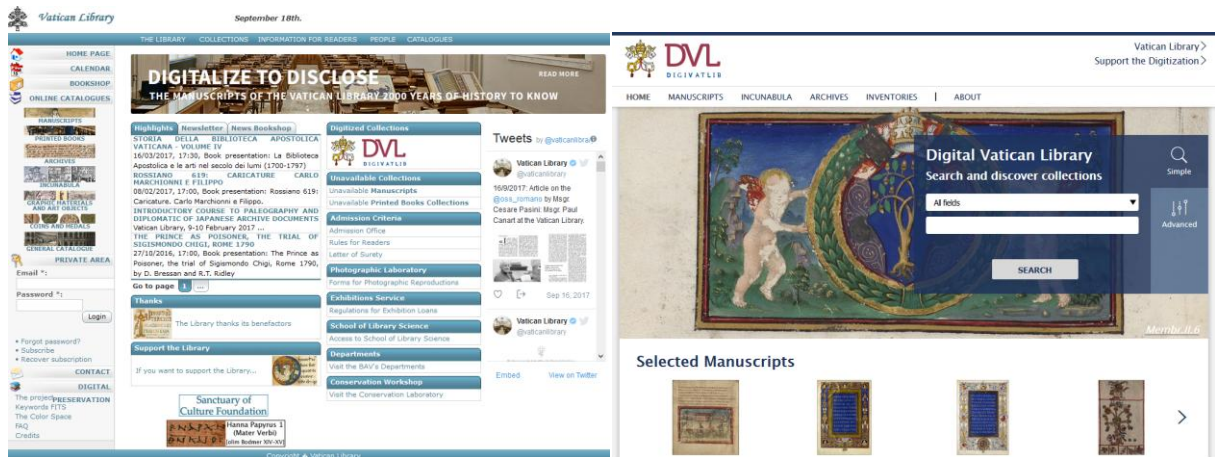 Vatican Library
September 18th.
THE LIBRARY COLLECTIONS INFORMATION FOR READERS PEOPLE CATALOGUES
HOME PAGE
CALENDAR
BOOKSHOP
ONLINE CATALOGUES
MANUSCRIPTS
PRINTED BOOKS
ARCHIVES
INCUNABULA
GRAPHIC MATERIALS
AND ART OBJECTS
COINS AND MEDALS
GENERAL CATALOGUE
PRIVATE AREA
Email *:
Password *:
Login
• Forgot password?
• Subscribe
• Recover subscription
CONTACT
DIGITAL
PRESERVATION
The project
Keywords FITS
The Color Space
FAQ
Credits
DIGITALIZE TO DISCLOSE
READ MORE
THE MANUSCRIPTS OF THE VATICAN LIBRARY 2000 YEARS OF HISTORY TO KNOW
Highlights Newsletter News Bookshop
STORIA DELLA BIBLIOTECA APOSTOLICA
VATICANA - VOLUME IV
16/03/2017, 17:30, Book presentation: La Biblioteca
Apostolica e le arti nel secolo dei lumi (1700-1797)
ROSSIANO 619: CARICATURE CARLO
MARCHIONNI E FILIPPO
08/02/2017, 17:00, Book presentation: Rossiano 619:
Caricature. Carlo Marchionni e Filippo.
INTRODUCTORY COURSE TO PALEOGRAPHY AND
DIPLOMATIC OF JAPANESE ARCHIVE DOCUMENTS
Vatican Library, 9-10 February 2017 ...
THE PRINCE AS POISONER, THE TRIAL OF
SIGISMONDO CHIGI, ROME 1790
27/10/2016, 17:00, Book presentation: The Prince as
Poisoner, the trial of Sigismondo Chigi, Rome 1790,
by D. Bressan and R.T. Ridley
Go to page 1 ...
Thanks
The Library thanks its benefactors
Support the Library
If you want to support the Library...
Sanctuary of
Culture Foundation
Hanna Papyrus 1
(Mater Verbi)
[olim Bodmer XIV-XV]
Digitized Collections
DVL
DIGIVATLIB
Unavailable Collections
Unavailable Manuscripts
Unavailable Printed Books Collections
Admission Criteria
Admission Office
Rules for Readers
Letter of Surety
Photographic Laboratory
Forms for Photographic Reproductions
Exhibitions Service
Regulations for Exhibition Loans
School of Library Science
Access to School of Library Science
Departments
Visit the BAV's Departments
Conservation Workshop
Visit the Conservation Laboratory
Tweets by @vaticanlibrary
Vatican Library
@vaticanlibrary
16/9/2017: Article on the
@oss_romano by Msgr.
Cesare Pasini: Msgr. Paul
Canart at the Vatican Library.
Sep 16, 2017
Vatican Library
@vaticanlibrary
Embed View on Twitter
Copyright Vatican Library
DVL
DIGIVATLIB
Vatican Library
Support the Digitization
HOME MANUSCRIPTS INCUNABULA ARCHIVES INVENTORIES | ABOUT
Digital Vatican Library
Search and discover collections
All fields
SEARCH
Simple
Advanced
Membr.II.6
Selected Manuscripts